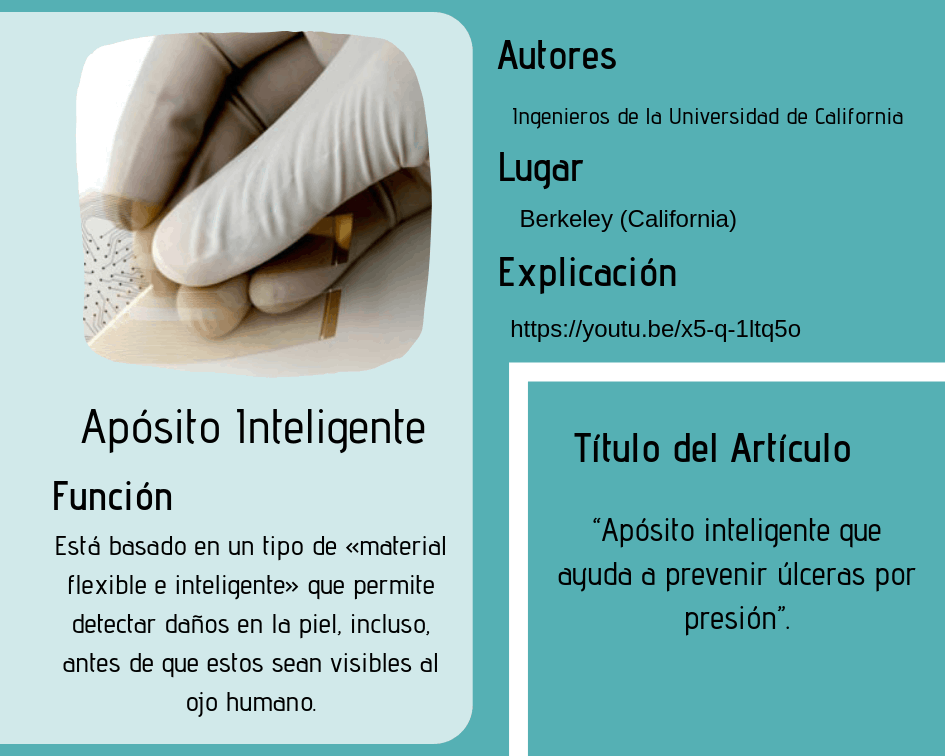 Apósito Inteligente
Función
Está basado en un tipo de «material
flexible e inteligente» que permite
detectar daños en la piel, incluso,
antes de que estos sean visibles al
ojo humano.
Autores
Ingenieros de la Universidad de California
Lugar
Berkeley (California)
Explicación
https://youtu.be/x5-q-1ltq5o
Título del Artículo
“Apósito inteligente que
ayuda a prevenir úlceras por
presión”.